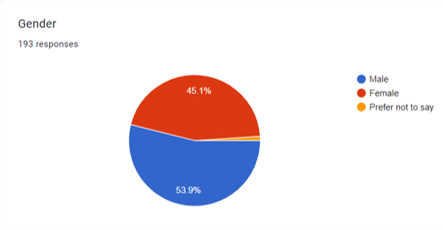 Gender
193 responses
45.1%
53.9%
Male
Female
Prefer not to say